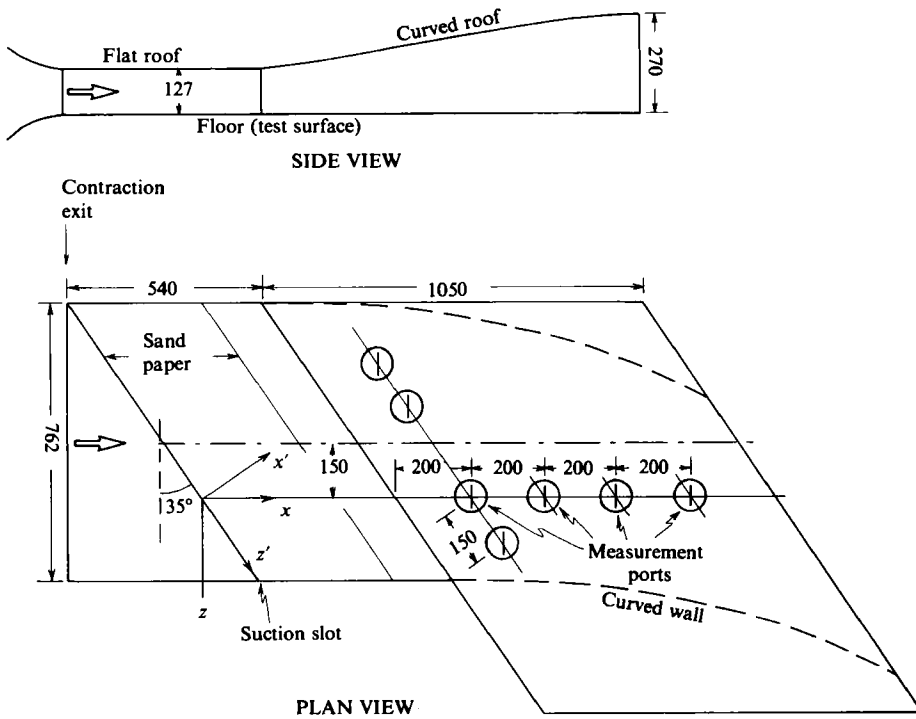 Flat roof
Curved roof
127
270
Floor (test surface)
SIDE VIEW
Contraction
exit
540
1050
Sand
paper
762
x'
150
200
200
200
200
35°
x
150
z'
Measurement
ports
Curved wall
z
Suction slot
PLAN VIEW